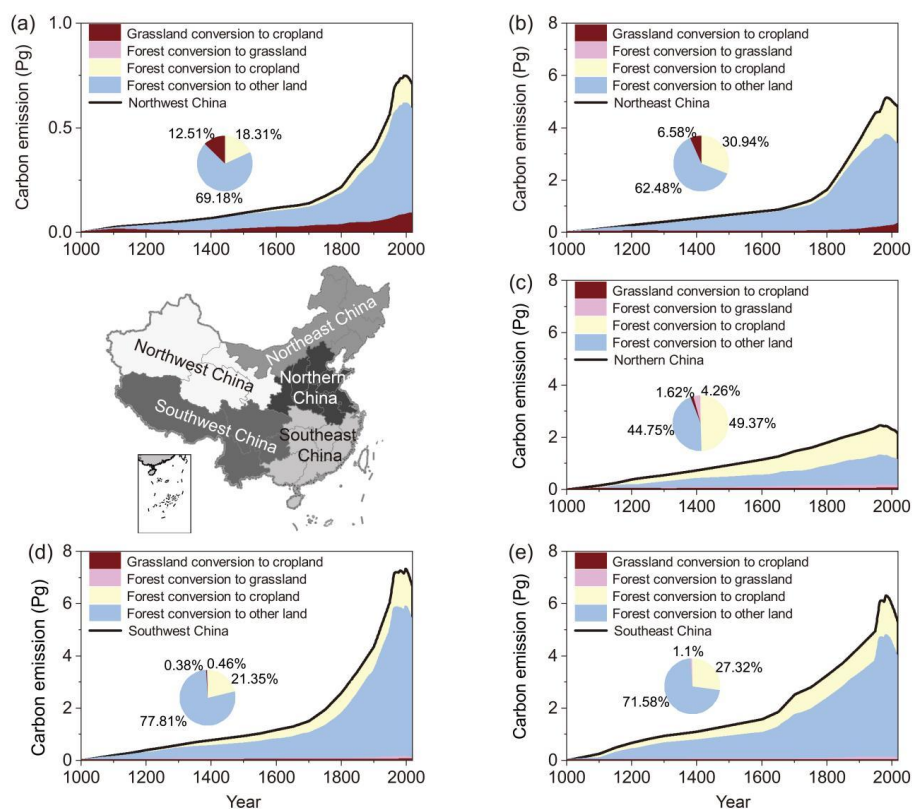 (a)
1.0
0.5
0.0
Carbon emission (Pg)
Grassland conversion to cropland
Forest conversion to grassland
Forest conversion to cropland
Forest conversion to other land
Northwest China
12.51%
18.31%
69.18%
1000 1200 1400 1600 1800 2000
(b)
8
6
4
2
0
Carbon emission (Pg)
Grassland conversion to cropland
Forest conversion to grassland
Forest conversion to cropland
Forest conversion to other land
Northeast China
6.58%
30.94%
62.48%
1000 1200 1400 1600 1800 2000
Northeast China
Northwest China
Northern
China
Southwest China
Southeast
China
(c)
8
6
4
2
0
Carbon emission (Pg)
Grassland conversion to cropland
Forest conversion to grassland
Forest conversion to cropland
Forest conversion to other land
Northern China
1.62%
4.26%
49.37%
44.75%
1000 1200 1400 1600 1800 2000
(d)
8
6
4
2
0
Carbon emission (Pg)
Grassland conversion to cropland
Forest conversion to grassland
Forest conversion to cropland
Forest conversion to other land
Southwest China
0.38%
0.46%
21.35%
77.81%
1000 1200 1400 1600 1800 2000
Year
(e)
8
6
4
2
0
Carbon emission (Pg)
Grassland conversion to cropland
Forest conversion to grassland
Forest conversion to cropland
Forest conversion to other land
Southeast China
1.1%
27.32%
71.58%
1000 1200 1400 1600 1800 2000
Year